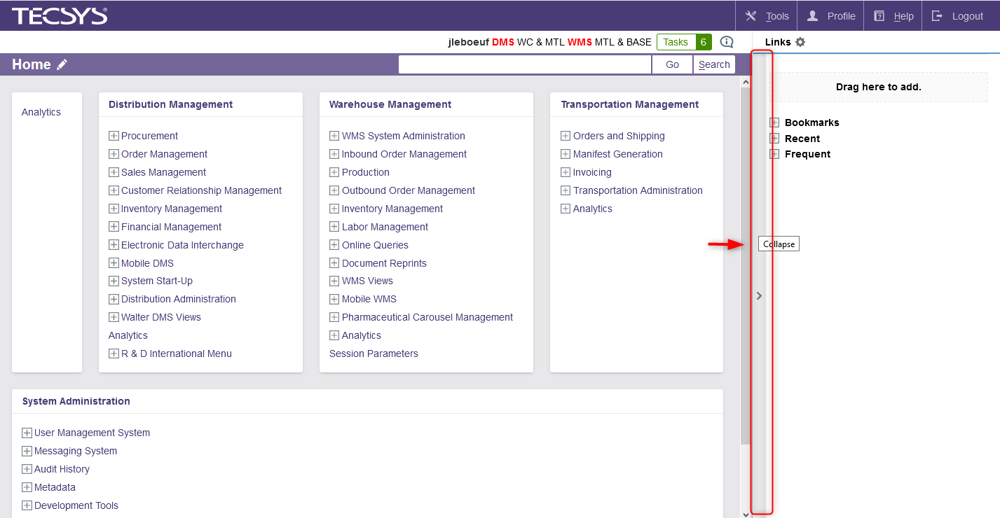 TECSYS®
Tools Profile Help Logout
jleboeuf DMS WC & MTL WMS MTL & BASE Tasks 6
Links
Home
Go Search
Analytics
Distribution Management
Procurement
Order Management
Sales Management
Customer Relationship Management
Inventory Management
Financial Management
Electronic Data Interchange
Mobile DMS
System Start-Up
Distribution Administration
Walter DMS Views
Analytics
R & D International Menu
Warehouse Management
WMS System Administration
Inbound Order Management
Production
Outbound Order Management
Inventory Management
Labor Management
Online Queries
Document Reprints
WMS Views
Mobile WMS
Pharmaceutical Carousel Management
Analytics
Session Parameters
Transportation Management
Orders and Shipping
Manifest Generation
Invoicing
Transportation Administration
Analytics
System Administration
User Management System
Messaging System
Audit History
Metadata
Development Tools
Collapse
Drag here to add.
Bookmarks
Recent
Frequent